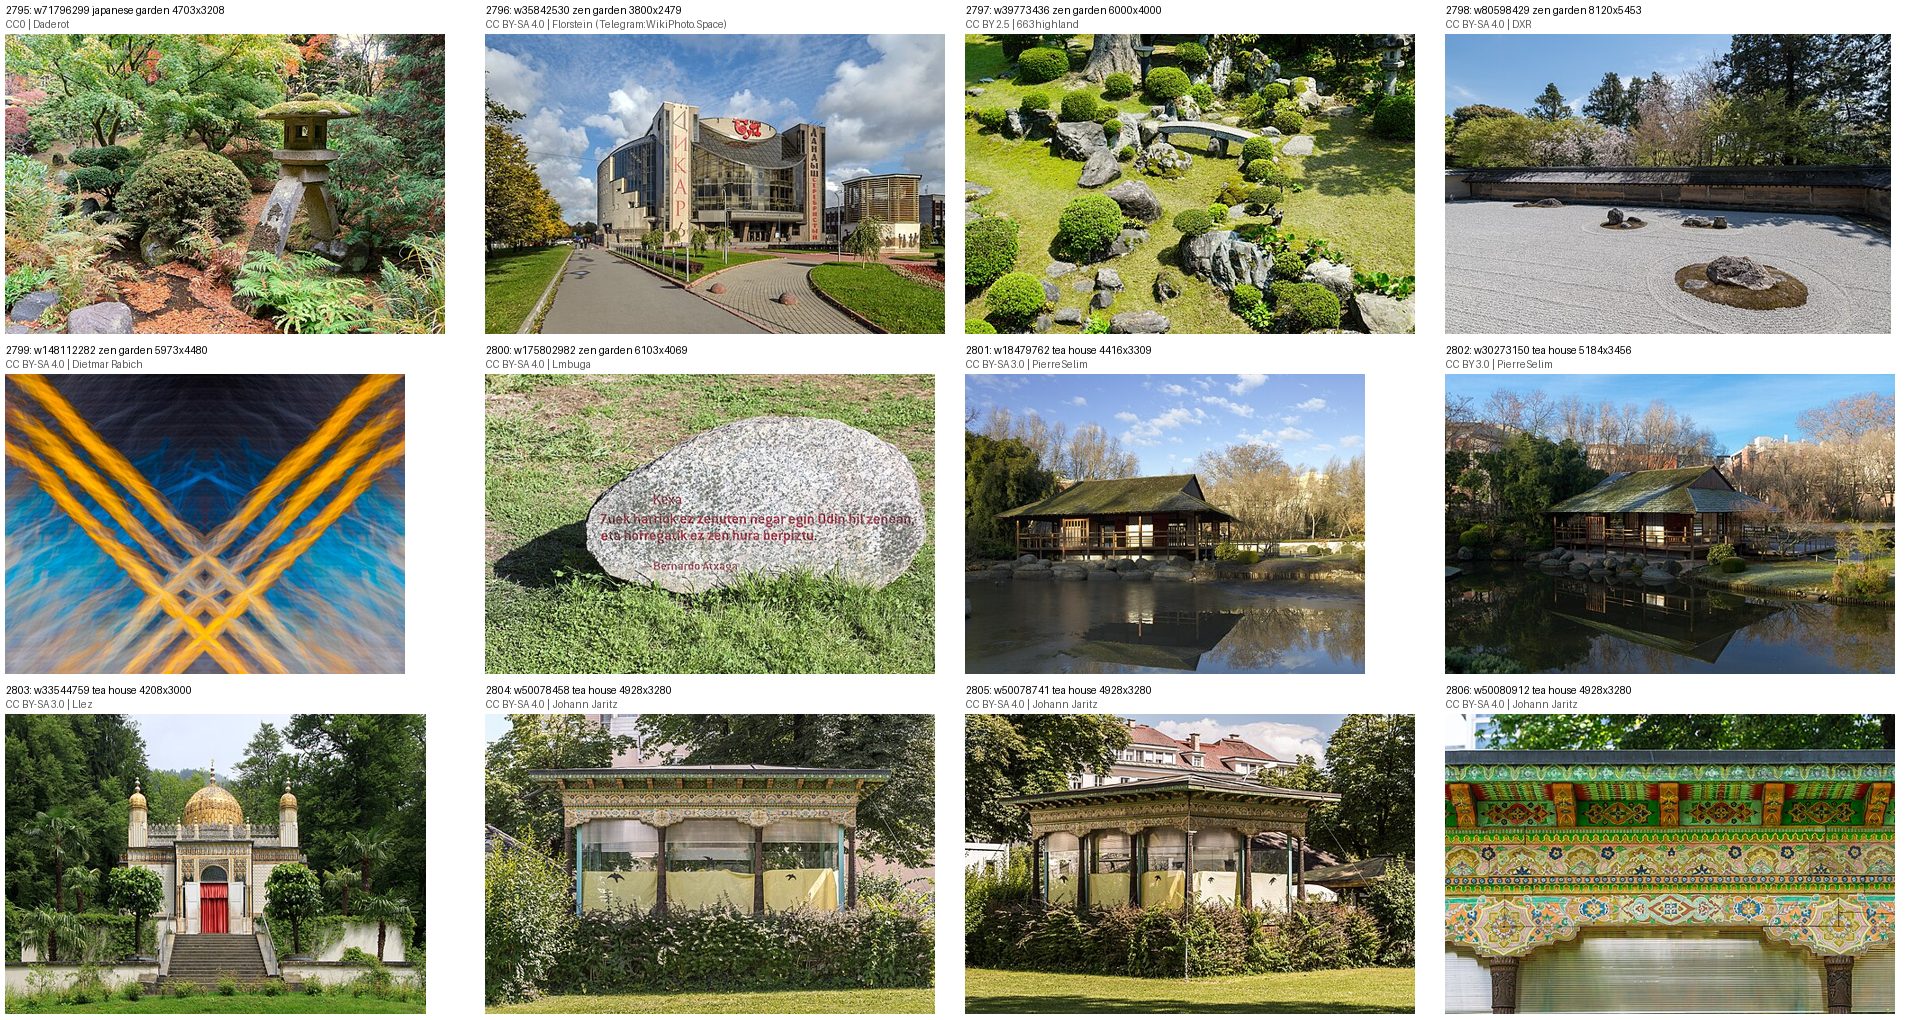 2795: w71796299 japanese garden 4703x3208
CC0 | Daderot
2796: w35842530 zen garden 3800x2479
CC BY-SA 4.0 | Florstein (Telegram:WikiPhoto.Space)
2797: w39773436 zen garden 6000x4000
CC BY 2.5 | 663highland
2798: w80598429 zen garden 8120x5453
CC BY-SA 4.0 | DXR
ИКАР
ЛАНДЫШ
СЕРЕБРИСТЫЙ
2799: w148112282 zen garden 5973x4480
CC BY-SA 4.0 | Dietmar Rabich
2800: w175802982 zen garden 6103x4069
CC BY-SA 4.0 | Lmbuga
2801: w18479762 tea house 4416x3309
CC BY-SA 3.0 | PierreSelim
2802: w30273150 tea house 5184x3456
CC BY 3.0 | PierreSelim
Kexa
Zuek harriok ez zenuten negar egin Odin hil zenean,
eta horregatik ez zen hura berpiztu.
Bernardo Atxaga
2803: w33544759 tea house 4208x3000
CC BY-SA 3.0 | Llez
2804: w50078458 tea house 4928x3280
CC BY-SA 4.0 | Johann Jaritz
2805: w50078741 tea house 4928x3280
CC BY-SA 4.0 | Johann Jaritz
2806: w50080912 tea house 4928x3280
CC BY-SA 4.0 | Johann Jaritz